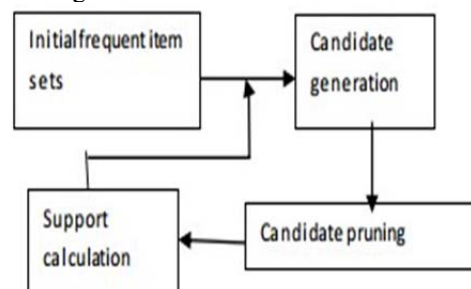 Initial frequent item
sets
Candidate
generation
Support
calculation
Candidate pruning